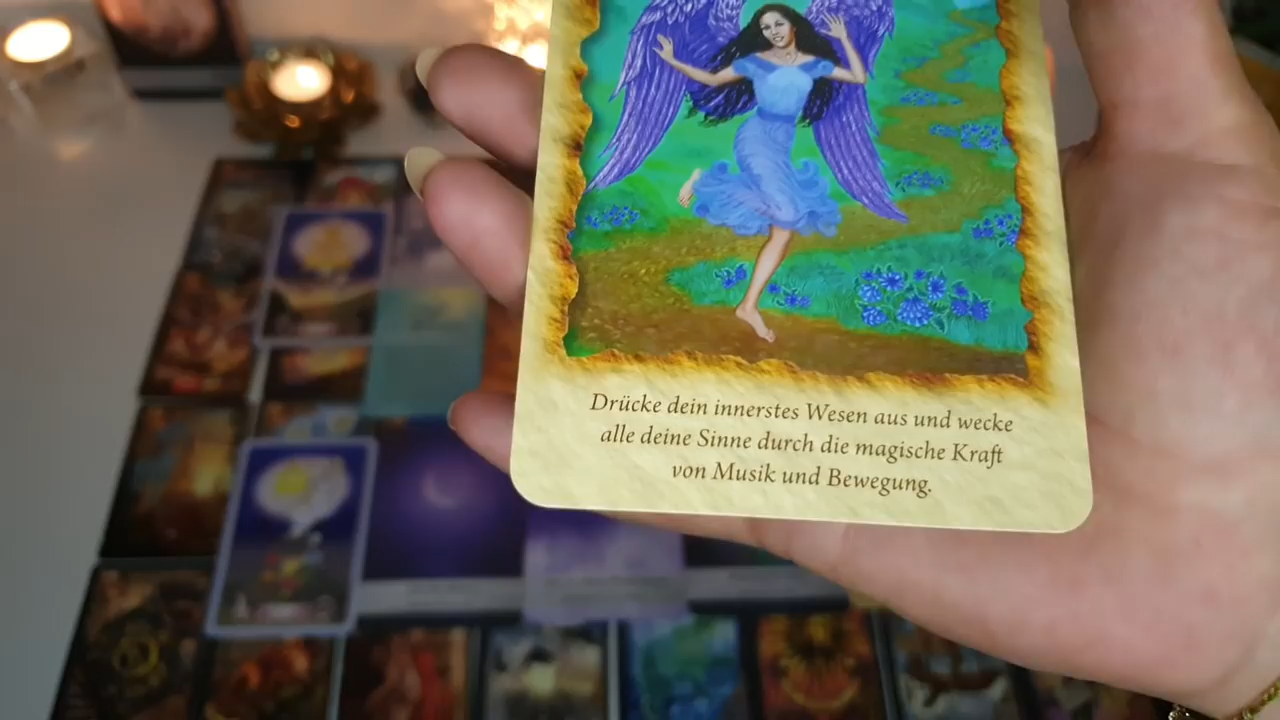 Drücke dein innerstes Wesen aus und wecke
alle deine Sinne durch die magische Kraft
von Musik und Bewegung.